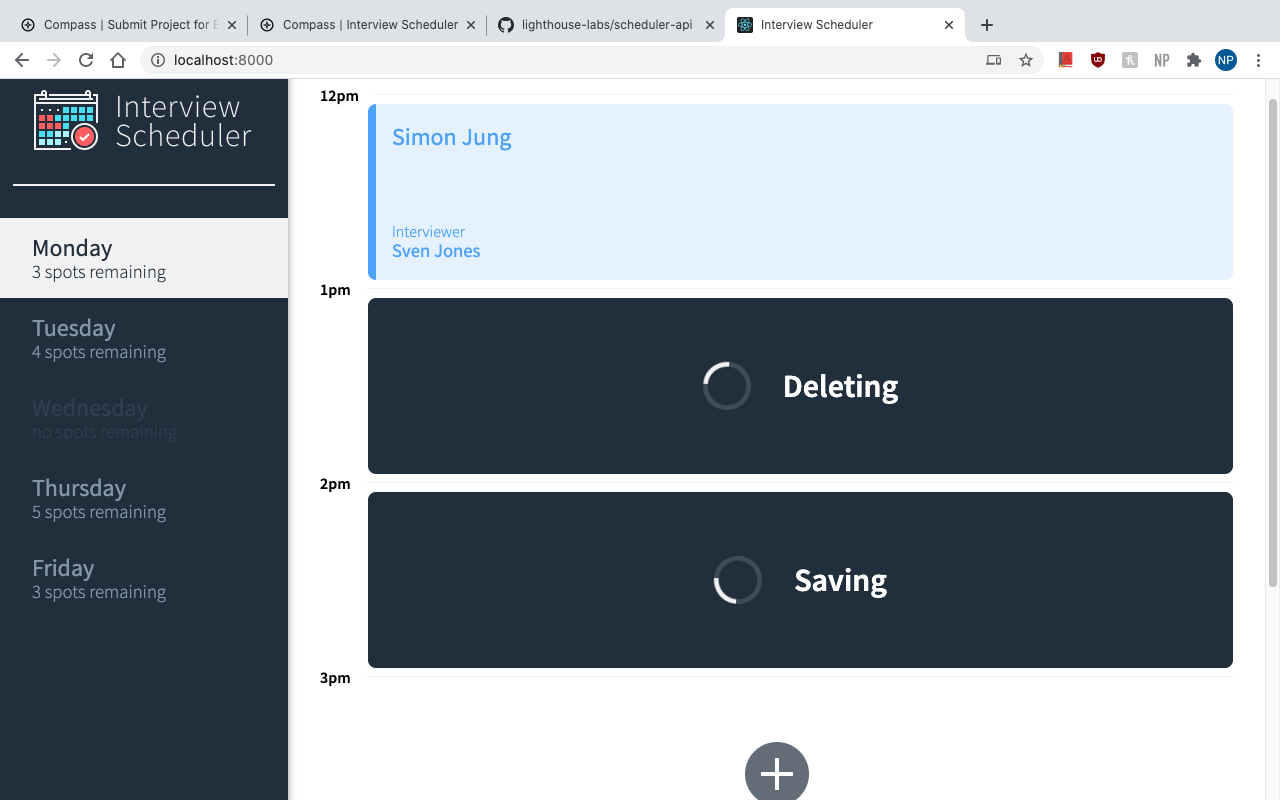 Compass | Submit Project for E
Compass | Interview Scheduler
lighthouse-labs/scheduler-api
Interview Scheduler
localhost:8000
NP
NP
Interview
Scheduler
Monday
3 spots remaining
Tuesday
4 spots remaining
Wednesday
no spots remaining
Thursday
5 spots remaining
Friday
3 spots remaining
12pm
Simon Jung
Interviewer
Sven Jones
1pm
Deleting
2pm
Saving
3pm